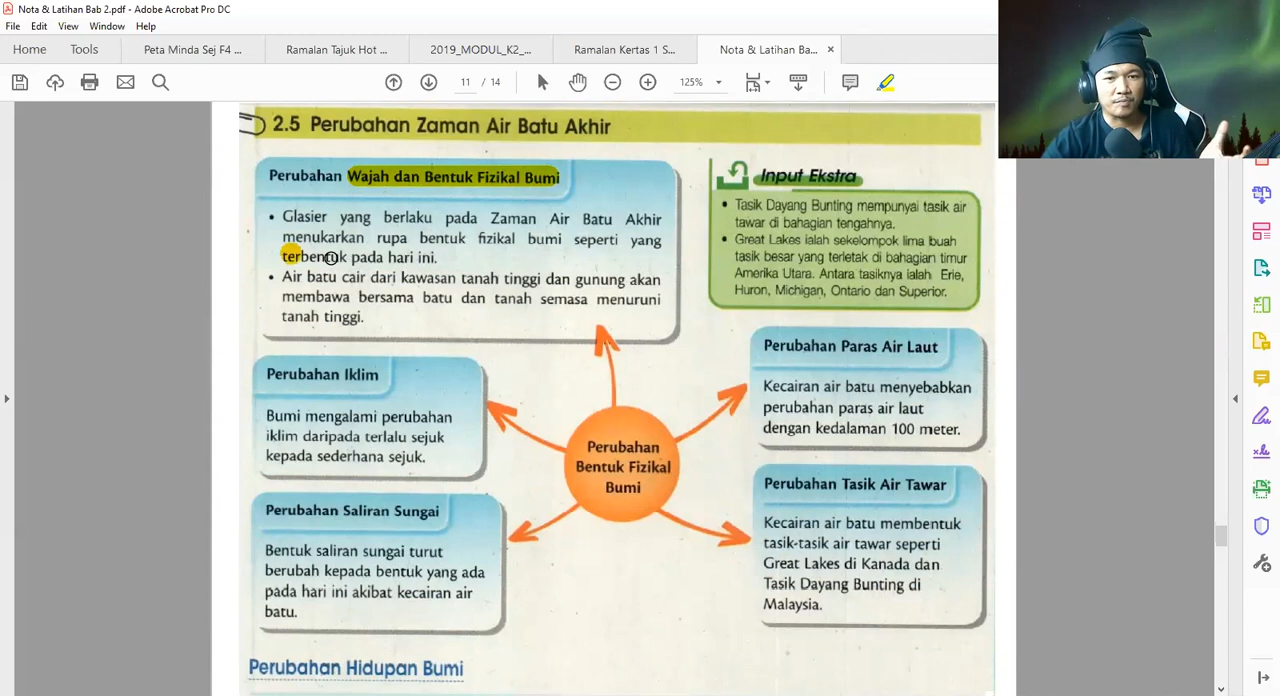 Nota & Latihan Bab 2.pdf - Adobe Acrobat Pro DC
File Edit View Window Help
Home Tools Peta Minda Sej F4 ... Ramalan Tajuk Hot ... 2019_MODUL_K2_... Ramalan Kertas 1 S... Nota & Latihan Ba... ×
11 / 14 125%
2.5 Perubahan Zaman Air Batu Akhir
Perubahan Wajah dan Bentuk Fizikal Bumi
• Glasier yang berlaku pada Zaman Air Batu Akhir
menukarkan rupa bentuk fizikal bumi seperti yang
terbentuk pada hari ini.
• Air batu cair dari kawasan tanah tinggi dan gunung akan
membawa bersama batu dan tanah semasa menuruni
tanah tinggi.
Input Ekstra
• Tasik Dayang Bunting mempunyai tasik air
tawar di bahagian tengahnya.
• Great Lakes ialah sekelompok lima buah
tasik besar yang terletak di bahagian timur
Amerika Utara. Antara tasiknya ialah Erie,
Huron, Michigan, Ontario dan Superior.
Perubahan Iklim
Bumi mengalami perubahan
iklim daripada terlalu sejuk
kepada sederhana sejuk.
Perubahan Paras Air Laut
Kecairan air batu menyebabkan
perubahan paras air laut
dengan kedalaman 100 meter.
Perubahan
Bentuk Fizikal
Bumi
Perubahan Saliran Sungai
Bentuk saliran sungai turut
berubah kepada bentuk yang ada
pada hari ini akibat kecairan air
batu.
Perubahan Tasik Air Tawar
Kecairan air batu membentuk
tasik-tasik air tawar seperti
Great Lakes di Kanada dan
Tasik Dayang Bunting di
Malaysia.
Perubahan Hidupan Bumi